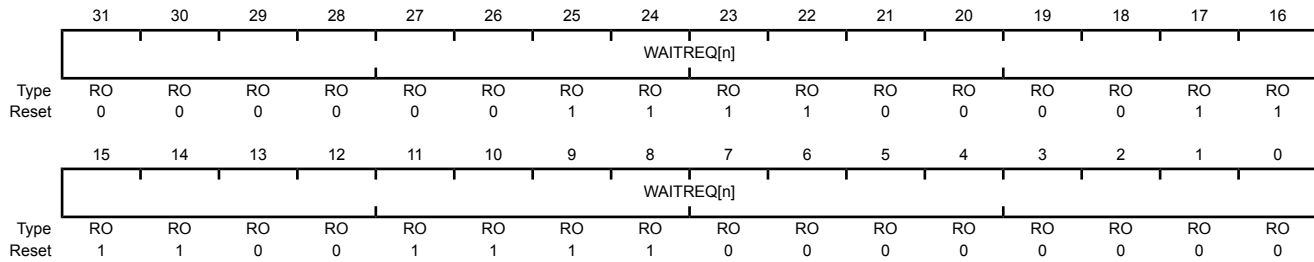 31 30 29 28 27 26 25 24 23 22 21 20 19 18 17 16
WAITREQ[n]
Type RO RO RO RO RO RO RO RO RO RO RO RO RO RO RO RO
Reset 0 0 0 0 0 0 1 1 1 1 0 0 0 0 1 1
15 14 13 12 11 10 9 8 7 6 5 4 3 2 1 0
WAITREQ[n]
Type RO RO RO RO RO RO RO RO RO RO RO RO RO RO RO RO
Reset 1 1 0 0 1 1 1 1 0 0 0 0 0 0 0 0